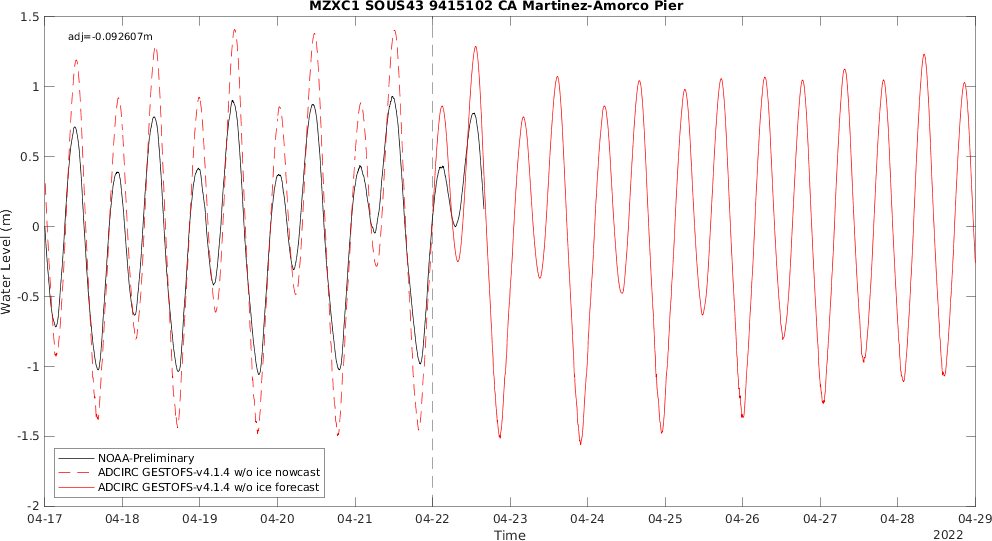 MZXC1 SOUS43 9415102 CA Martinez-Amorco Pier
adj=-0.092607m
1.5
1
0.5
0
-0.5
-1
-1.5
-2
Water Level (m)
NOAA-Preliminary
ADCIRC GESTOFS-v4.1.4 w/o ice nowcast
ADCIRC GESTOFS-v4.1.4 w/o ice forecast
04-17 04-18 04-19 04-20 04-21 04-22 04-23 04-24 04-25 04-26 04-27 04-28 04-29
Time
2022